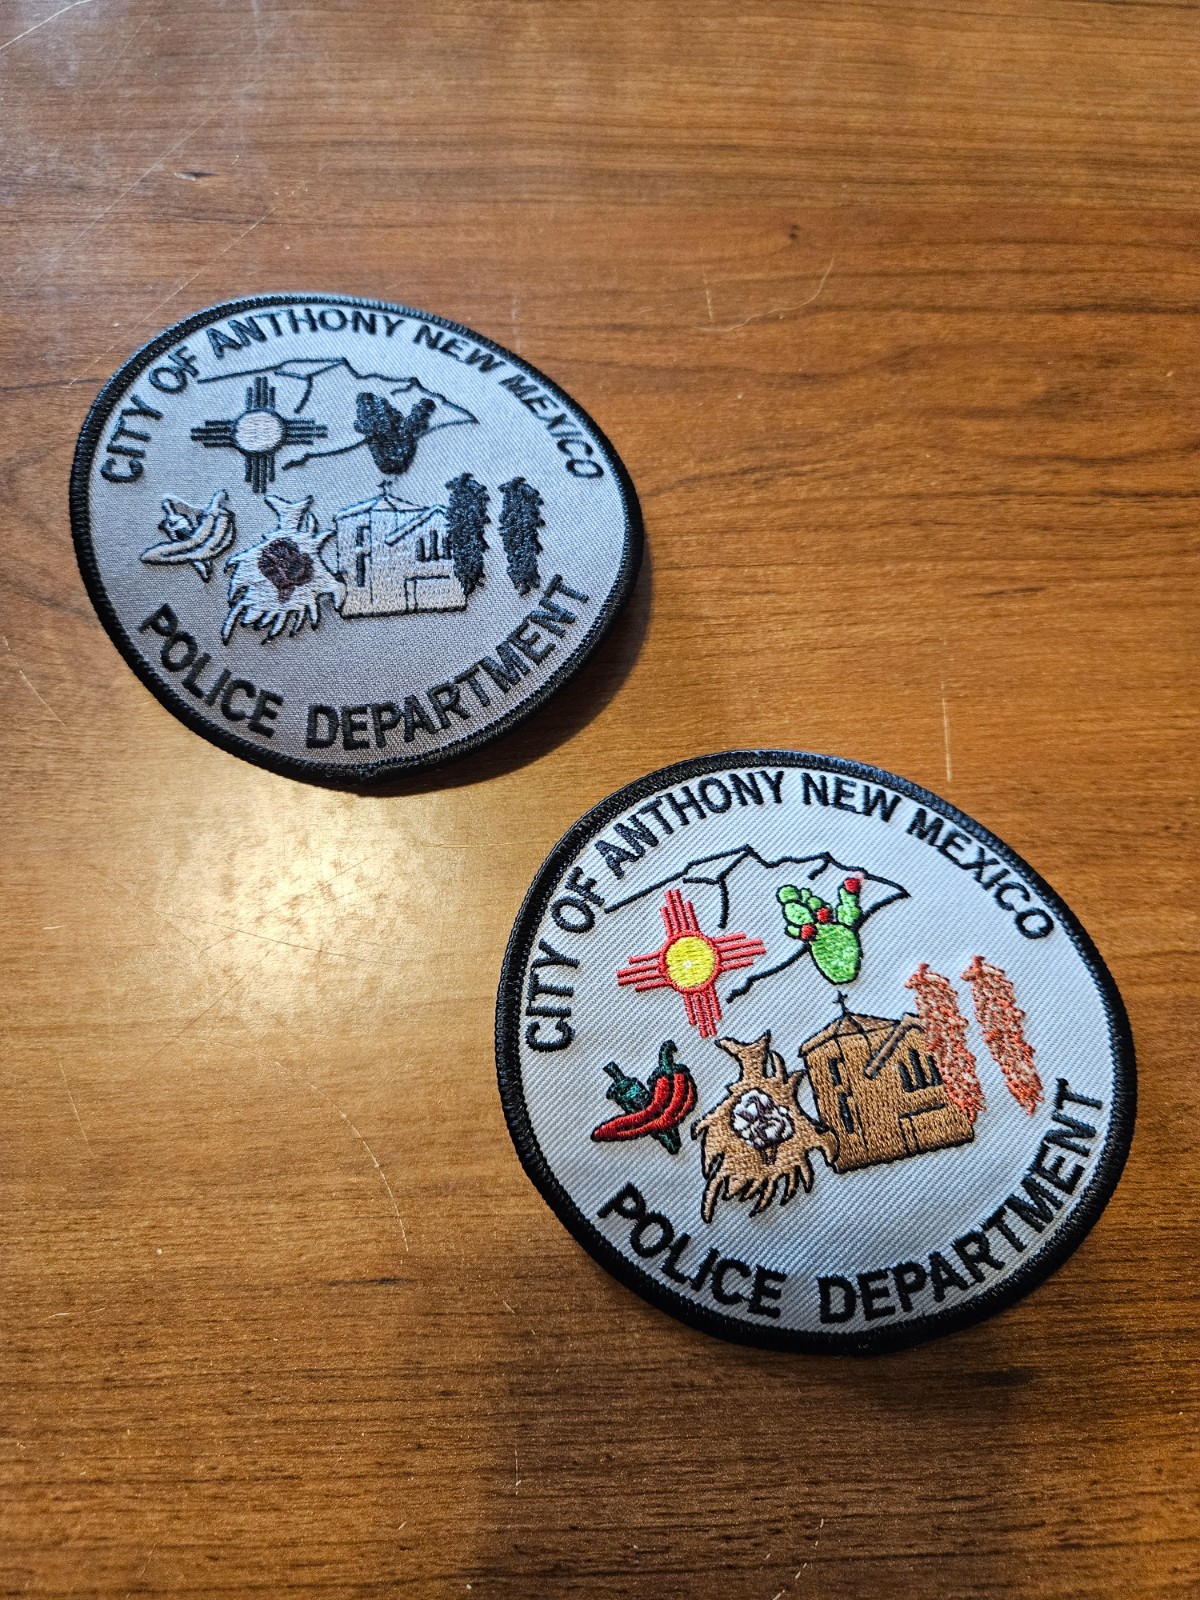 CITY OF ANTHONY NEW MEXICO
POLICE DEPARTMENT
CITY OF ANTHONY NEW MEXICO
POLICE DEPARTMENT